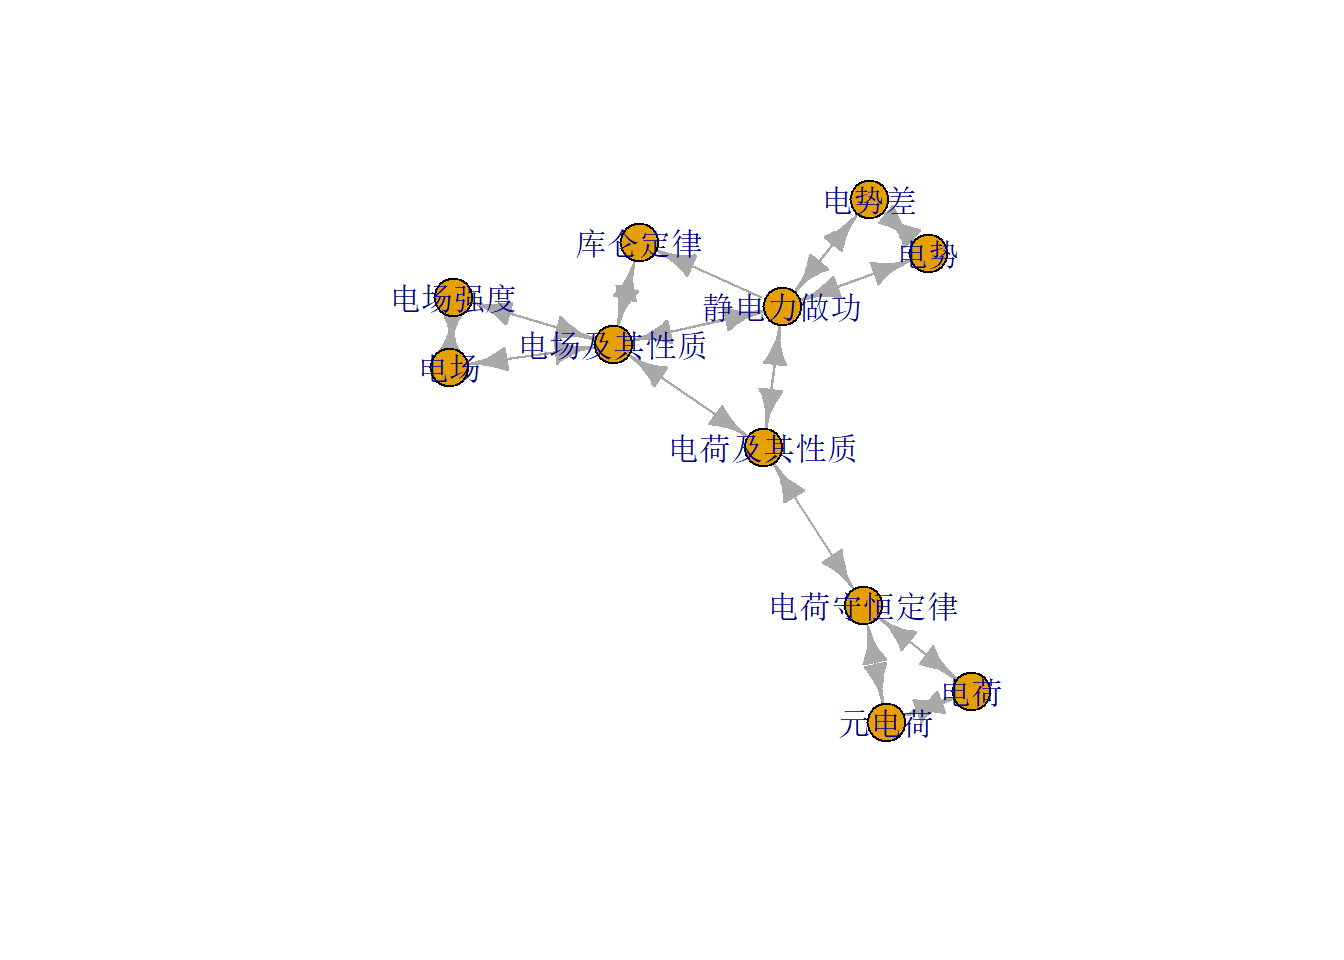 电势差
库仑定律
电势
电场强度
静电力做功
电场及其性质
电场
电荷及其性质
电荷守恒定律
电荷
元电荷